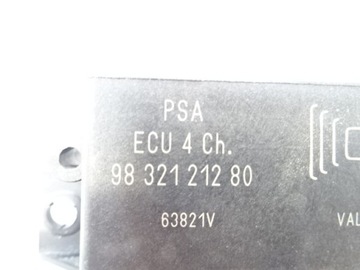 PSA
ECU 4 Ch.
98 321 212 80
63821V
VAL